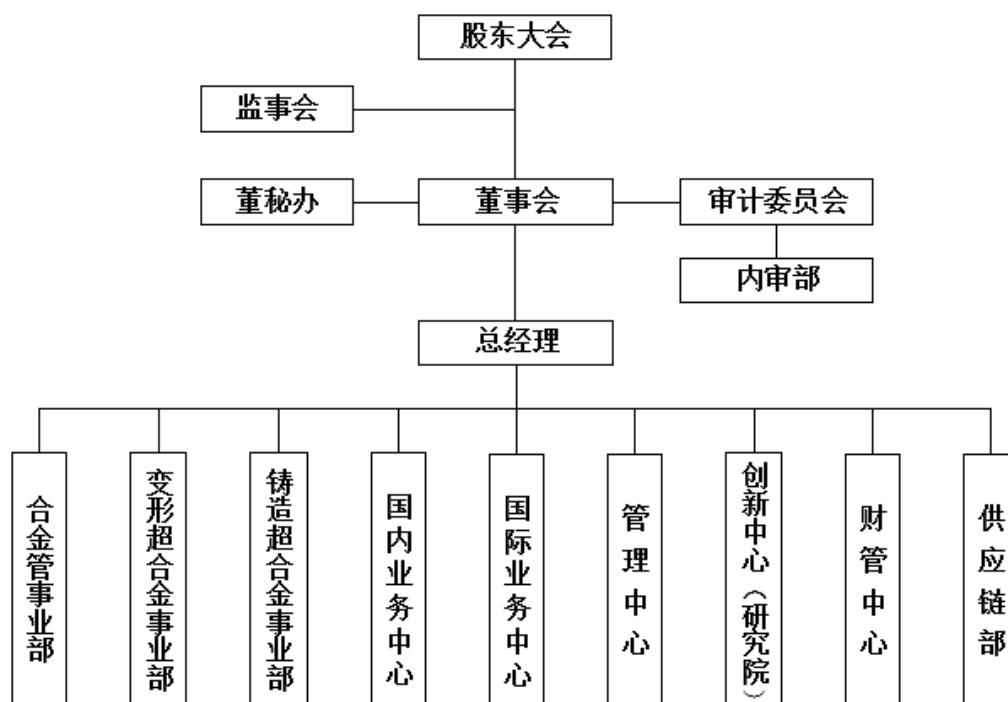 股东大会
监事会
董秘办
董事会
审计委员会
内审部
总经理
合金管事业部
变形超合金事业部
铸造超合金事业部
国内业务中心
国际业务中心
管理中心
创新中心（研究院）
财管中心
供应链部